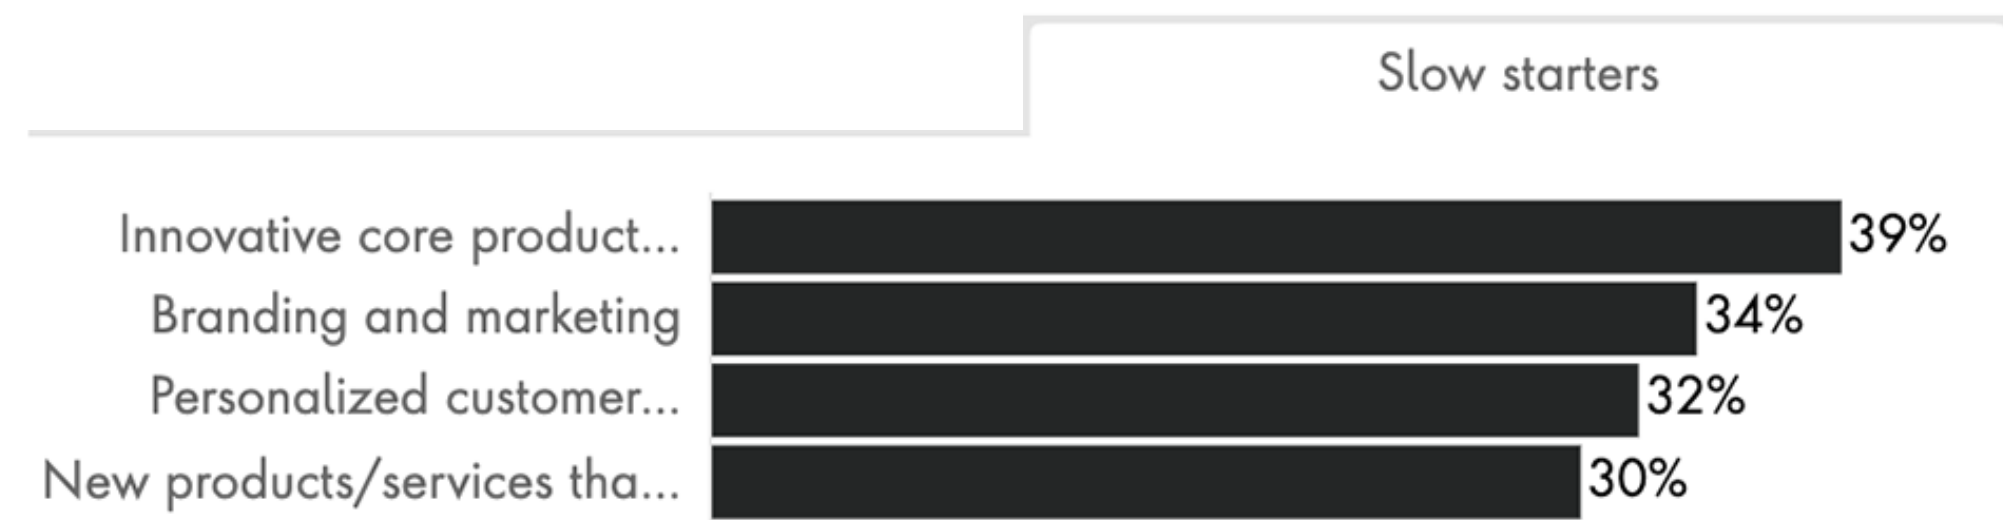 Slow starters
Innovative core product... 39%
Branding and marketing 34%
Personalized customer... 32%
New products/services tha... 30%